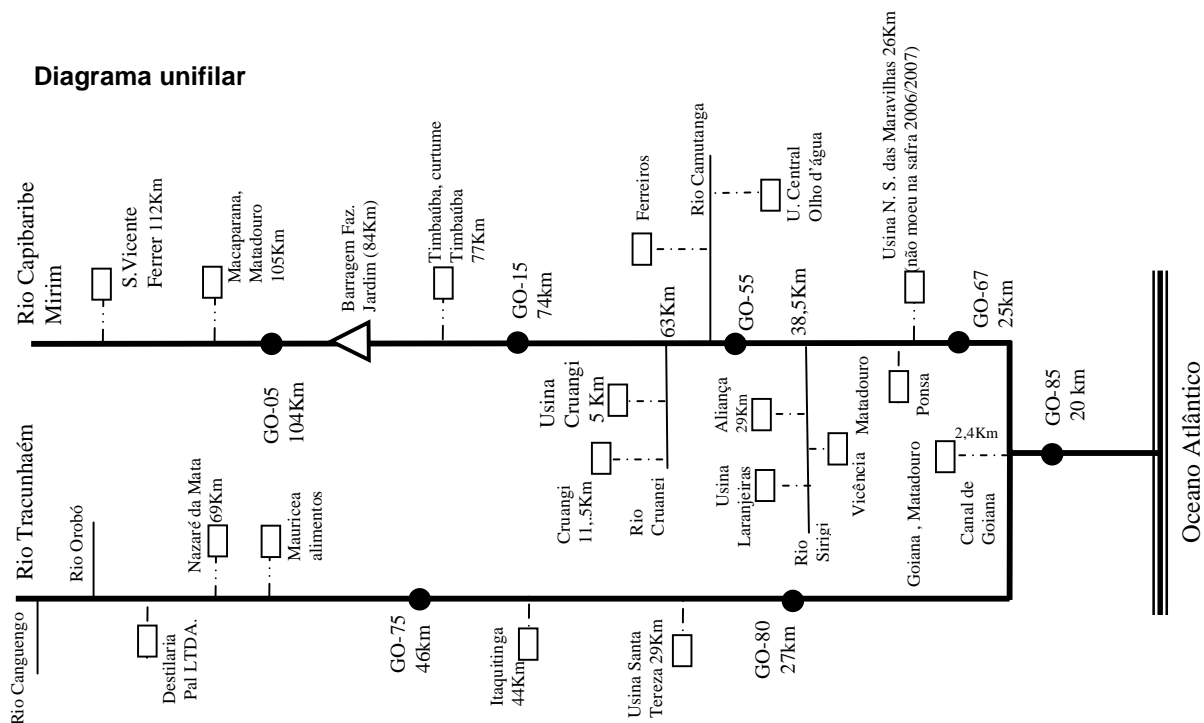 Diagrama unifilar
Rio Capibaribe
Mirim
S.Vicente
Ferrer 112Km
Macaparana,
Matadouro
105Km
GO-05
104Km
Barragem Faz.
Jardim (84Km)
Timbaúba, curtume
Timbaúba
77Km
GO-15
74km
Usina
Cruangi
5 Km
Cruangi
11,.5Km
Rio
Cruangi
63Km
Ferreiros
Rio Camutanga
U. Central
Olho d'água
GO-55
Aliança
29Km
Usina
Laranjeiras
Rio
Sirigi
Matadouro
Vicência
38,5Km
Usina N. S. das Maravilhas 26Km
(não moeu na safra 2006/2007)
Ponsa
GO-67
25km
Rio Tracunhaém
Rio Canguengo
Rio Orobó
Destilaria
Pal LTDA.
Nazaré da Mata
69Km
Mauricea
alimentos
GO-75
46km
Itaquitinga
44Km
Usina Santa
Tereza 29Km
GO-80
27km
Goiana , Matadouro
2,4Km
Canal de
Goiana
GO-85
20 km
Oceano Atlântico